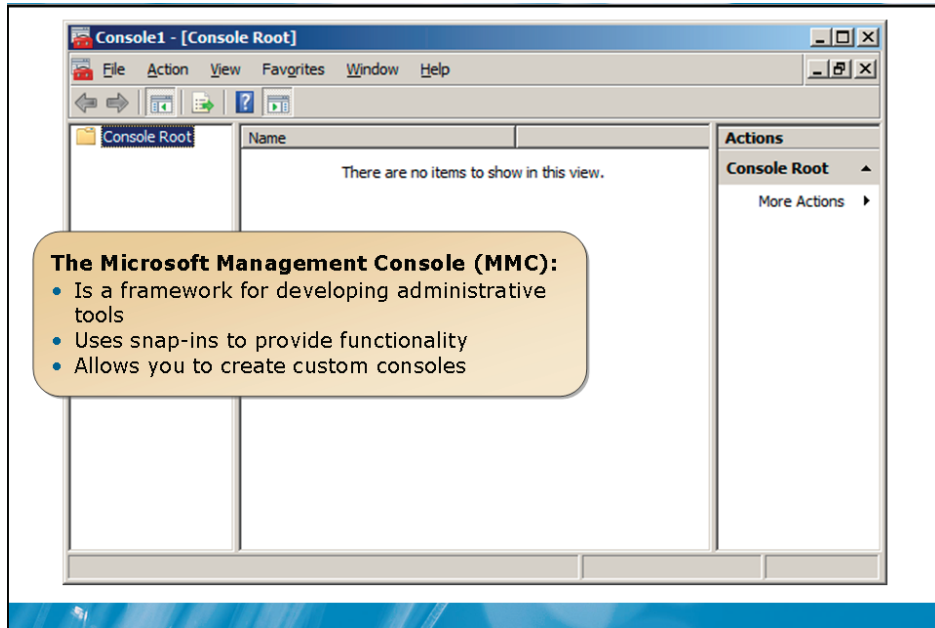 Console1 - [Console Root]
File Action View Favorites Window Help
Console Root
Name
Actions
There are no items to show in this view.
Console Root
More Actions
The Microsoft Management Console (MMC):
• Is a framework for developing administrative
tools
• Uses snap-ins to provide functionality
• Allows you to create custom consoles